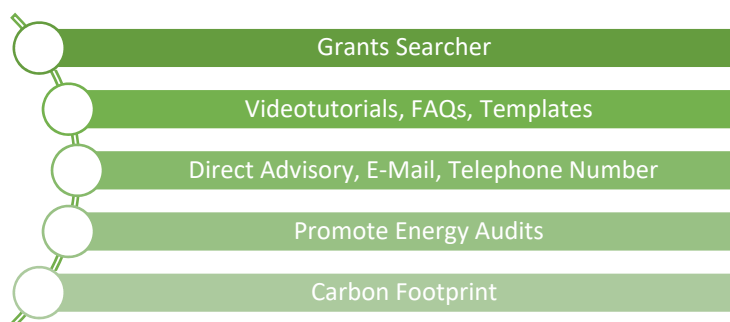 Grants Searcher
Videotutorials, FAQs, Templates
Direct Advisory, E-Mail, Telephone Number
Promote Energy Audits
Carbon Footprint